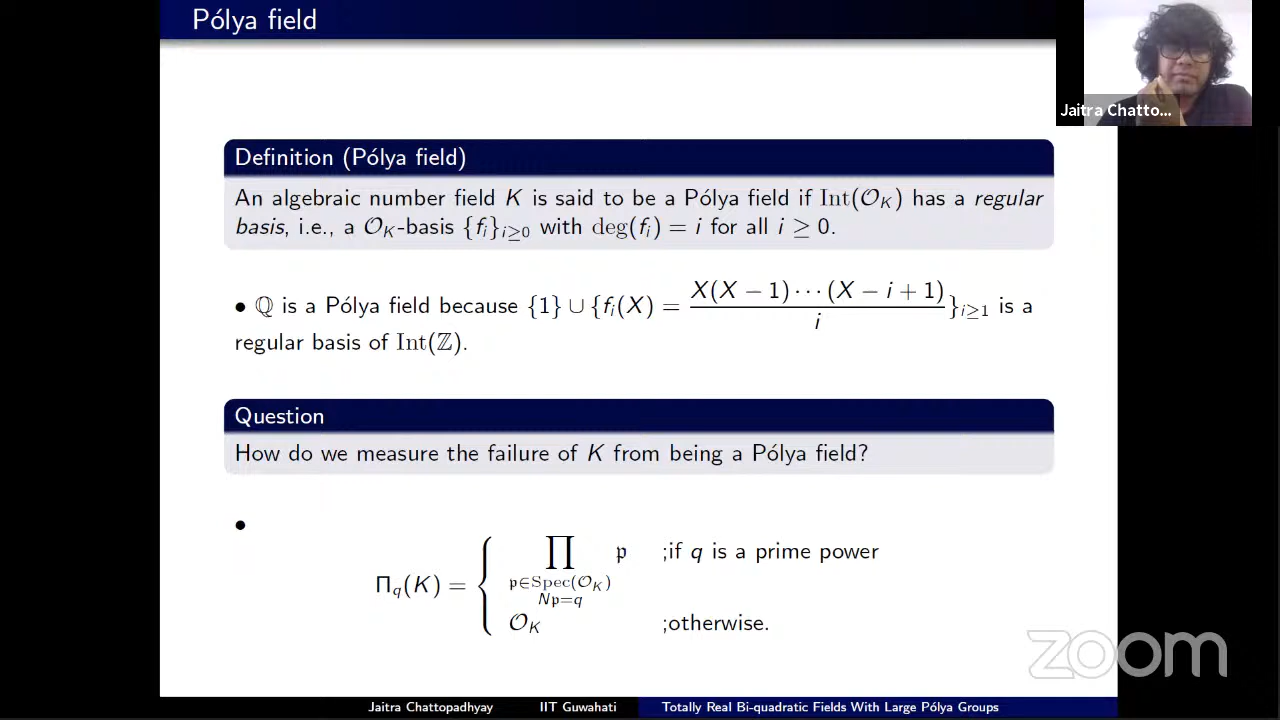 Pólya field
Jaitra Chatto...
Definition (Pólya field)
An algebraic number field K is said to be a Pólya field if Int(𝒪_K) has a regular
basis, i.e., a 𝒪_K-basis {f_i}_{i≥0} with deg(f_i) = i for all i ≥ 0.
• ℚ is a Pólya field because {1} ∪ {f_i(X) = X(X − 1) ⋯ (X − i + 1) / i}_{i≥1} is a
regular basis of Int(ℤ).
Question
How do we measure the failure of K from being a Pólya field?
•
Π_q(K) = { ∏_{𝔭∈Spec(𝒪_K), N𝔭=q} 𝔭 ;if q is a prime power
𝒪_K ;otherwise.
zoom
Jaitra Chattopadhyay IIT Guwahati Totally Real Bi-quadratic Fields With Large Pólya Groups